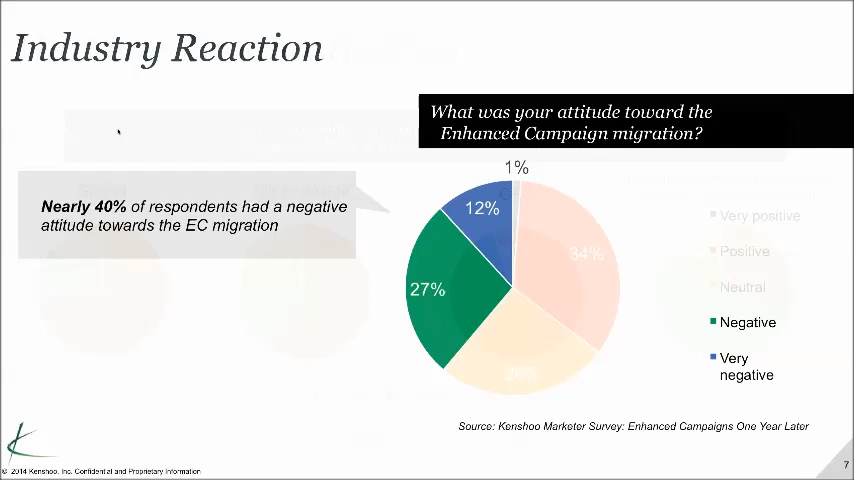 Industry Reaction
What was your attitude toward the
Enhanced Campaign migration?
1%
12%
34%
27%
Nearly 40% of respondents had a negative
attitude towards the EC migration
Very positive
Positive
Neutral
Negative
Very
negative
Source: Kenshoo Marketer Survey: Enhanced Campaigns One Year Later
© 2014 Kenshoo, Inc. Confidential and Proprietary Information
7